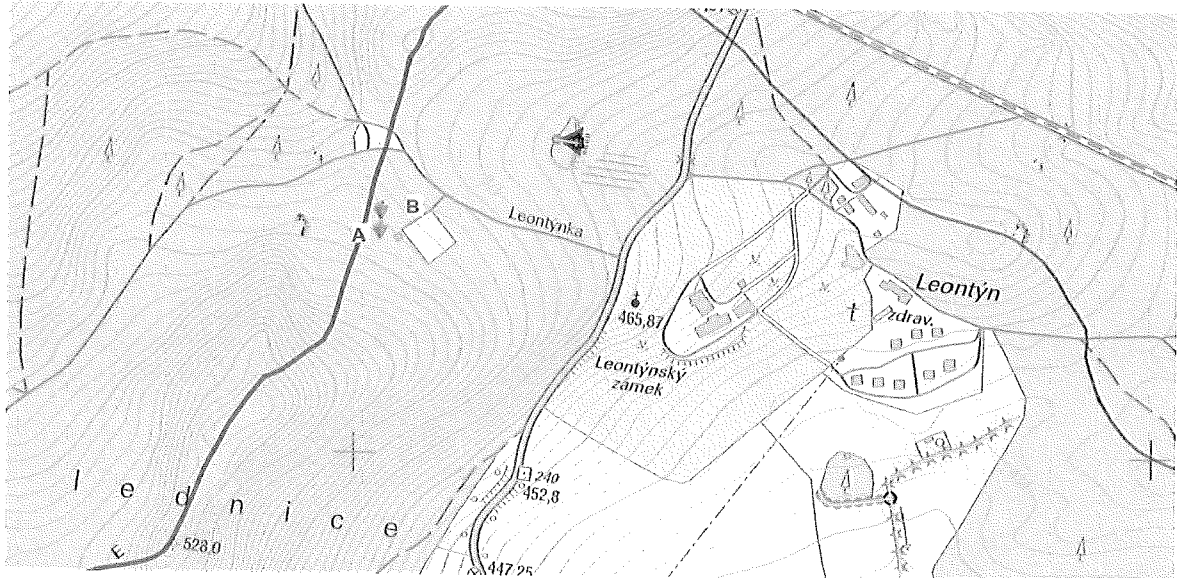 B
A
Leontýnka
Leontýn
465,87
zdrav.
Leontýnský
zámek
240
452,8
l e d n i c e
E
528.0
447,25